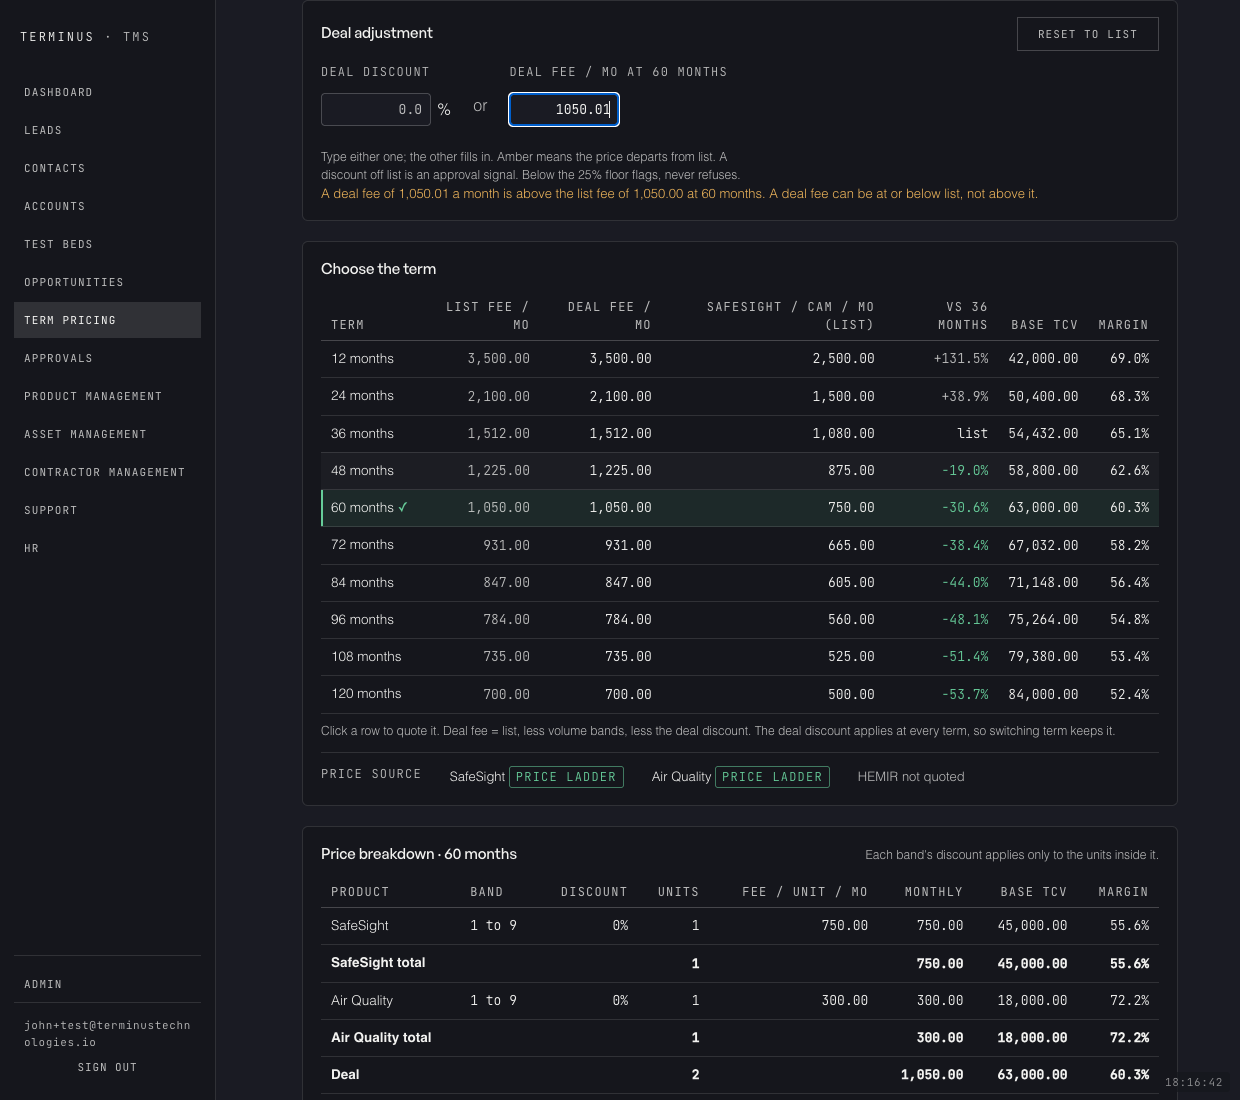 TERMINUS · TMS
DASHBOARD
LEADS
CONTACTS
ACCOUNTS
TEST BEDS
OPPORTUNITIES
TERM PRICING
APPROVALS
PRODUCT MANAGEMENT
ASSET MANAGEMENT
CONTRACTOR MANAGEMENT
SUPPORT
HR
ADMIN
john+test@terminustechn
ologies.io
SIGN OUT
Deal adjustment
RESET TO LIST
DEAL DISCOUNT DEAL FEE / MO AT 60 MONTHS
0.0 % or 1050.01
Type either one; the other fills in. Amber means the price departs from list. A
discount off list is an approval signal. Below the 25% floor flags, never refuses.
A deal fee of 1,050.01 a month is above the list fee of 1,050.00 at 60 months. A deal fee can be at or below list, not above it.
Choose the term
LIST FEE / DEAL FEE / SAFESIGHT / CAM / MO VS 36
TERM MO MO (LIST) MONTHS BASE TCV MARGIN
12 months 3,500.00 3,500.00 2,500.00 +131.5% 42,000.00 69.0%
24 months 2,100.00 2,100.00 1,500.00 +38.9% 50,400.00 68.3%
36 months 1,512.00 1,512.00 1,080.00 list 54,432.00 65.1%
48 months 1,225.00 1,225.00 875.00 -19.0% 58,800.00 62.6%
60 months ✓ 1,050.00 1,050.00 750.00 -30.6% 63,000.00 60.3%
72 months 931.00 931.00 665.00 -38.4% 67,032.00 58.2%
84 months 847.00 847.00 605.00 -44.0% 71,148.00 56.4%
96 months 784.00 784.00 560.00 -48.1% 75,264.00 54.8%
108 months 735.00 735.00 525.00 -51.4% 79,380.00 53.4%
120 months 700.00 700.00 500.00 -53.7% 84,000.00 52.4%
Click a row to quote it. Deal fee = list, less volume bands, less the deal discount. The deal discount applies at every term, so switching term keeps it.
PRICE SOURCE SafeSight PRICE LADDER Air Quality PRICE LADDER HEMIR not quoted
Price breakdown · 60 months Each band's discount applies only to the units inside it.
PRODUCT BAND DISCOUNT UNITS FEE / UNIT / MO MONTHLY BASE TCV MARGIN
SafeSight 1 to 9 0% 1 750.00 750.00 45,000.00 55.6%
SafeSight total 1 750.00 45,000.00 55.6%
Air Quality 1 to 9 0% 1 300.00 300.00 18,000.00 72.2%
Air Quality total 1 300.00 18,000.00 72.2%
Deal 2 1,050.00 63,000.00 60.3%
18:16:42